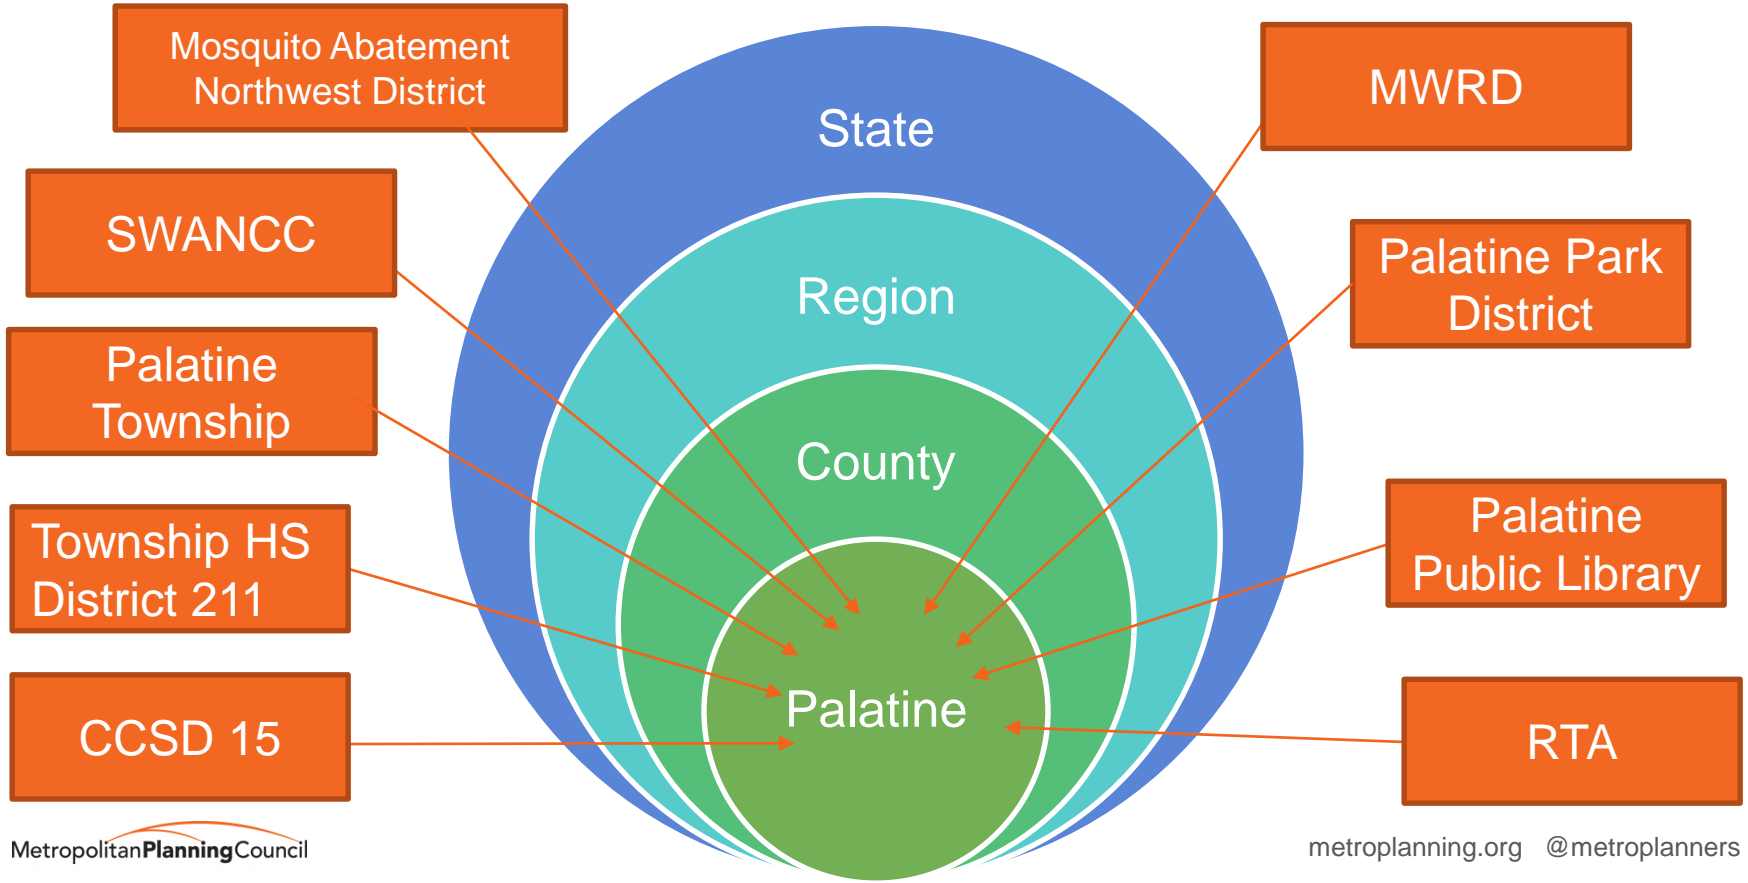 Mosquito Abatement
Northwest District
SWANCC
Palatine
Township
Township HS
District 211
CCSD 15
State
Region
County
Palatine
MWRD
Palatine Park
District
Palatine
Public Library
RTA
MetropolitanPlanningCouncil
metroplanning.org @metroplanners